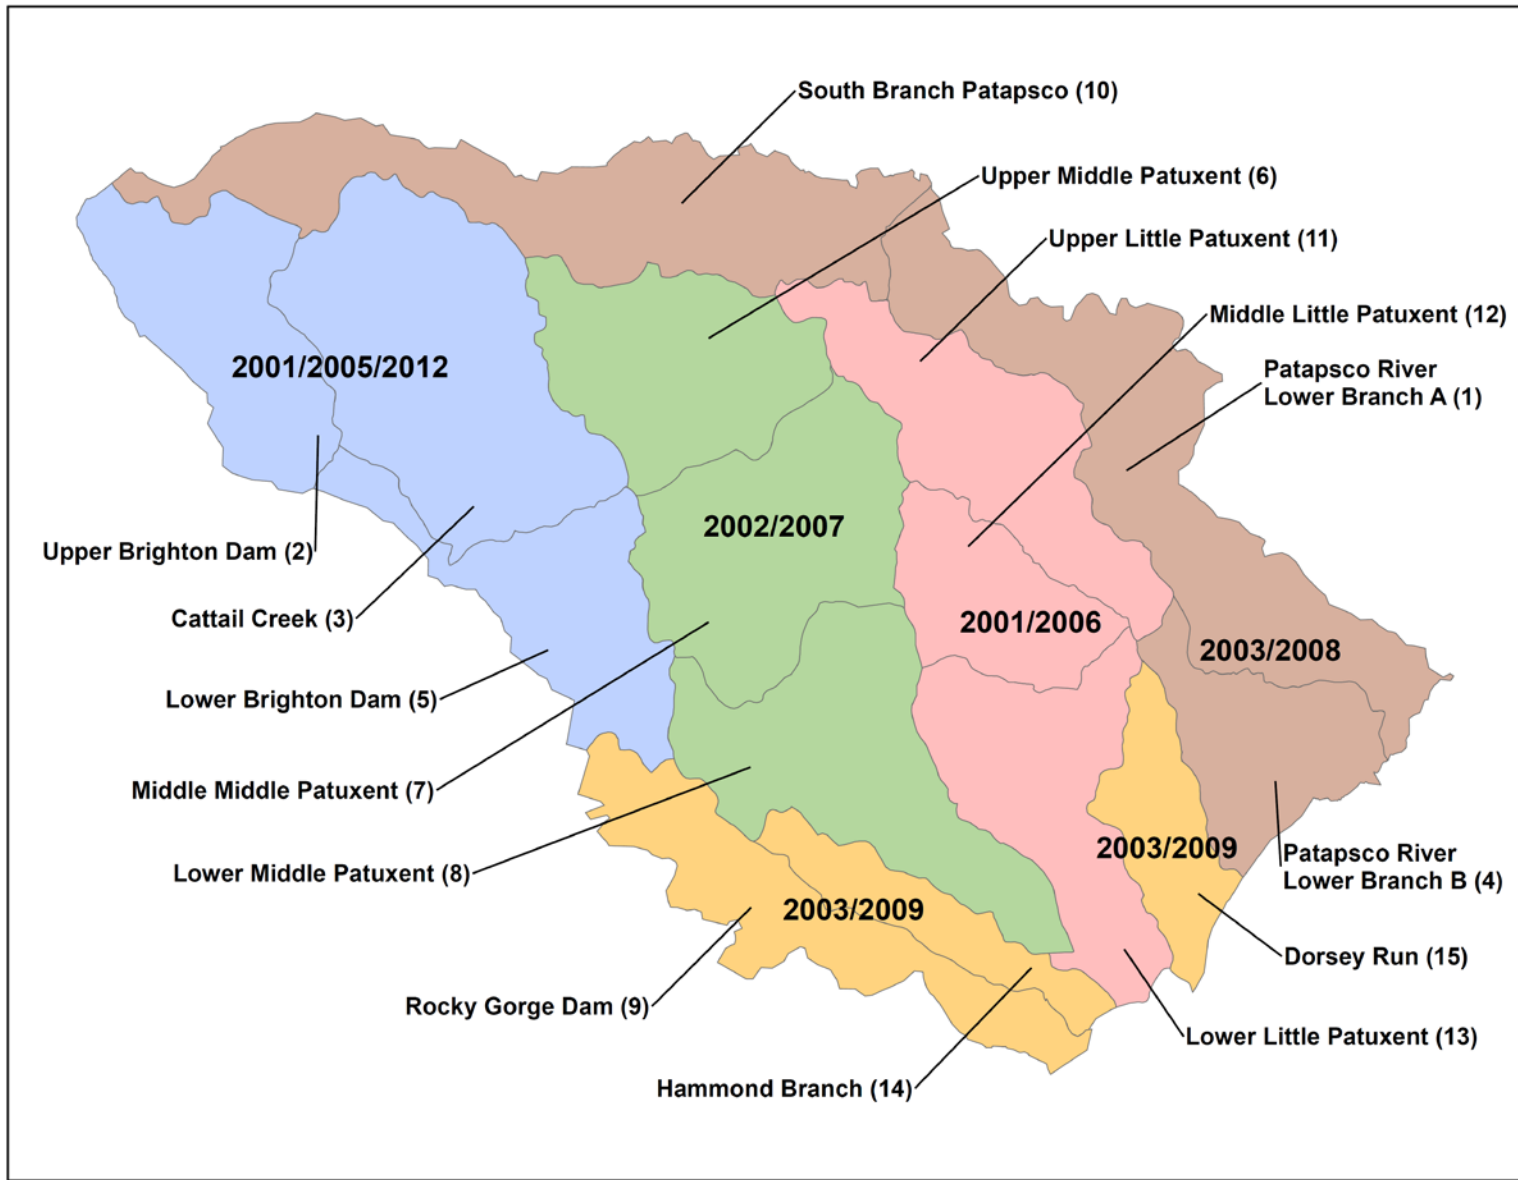 South Branch Patapsco (10)
Upper Middle Patuxent (6)
Upper Little Patuxent (11)
Middle Little Patuxent (12)
2001/2005/2012
Patapsco River
Lower Branch A (1)
2002/2007
Upper Brighton Dam (2)
Cattail Creek (3)
2001/2006
2003/2008
Lower Brighton Dam (5)
Middle Middle Patuxent (7)
2003/2009
Patapsco River
Lower Branch B (4)
Lower Middle Patuxent (8)
2003/2009
Dorsey Run (15)
Rocky Gorge Dam (9)
Lower Little Patuxent (13)
Hammond Branch (14)